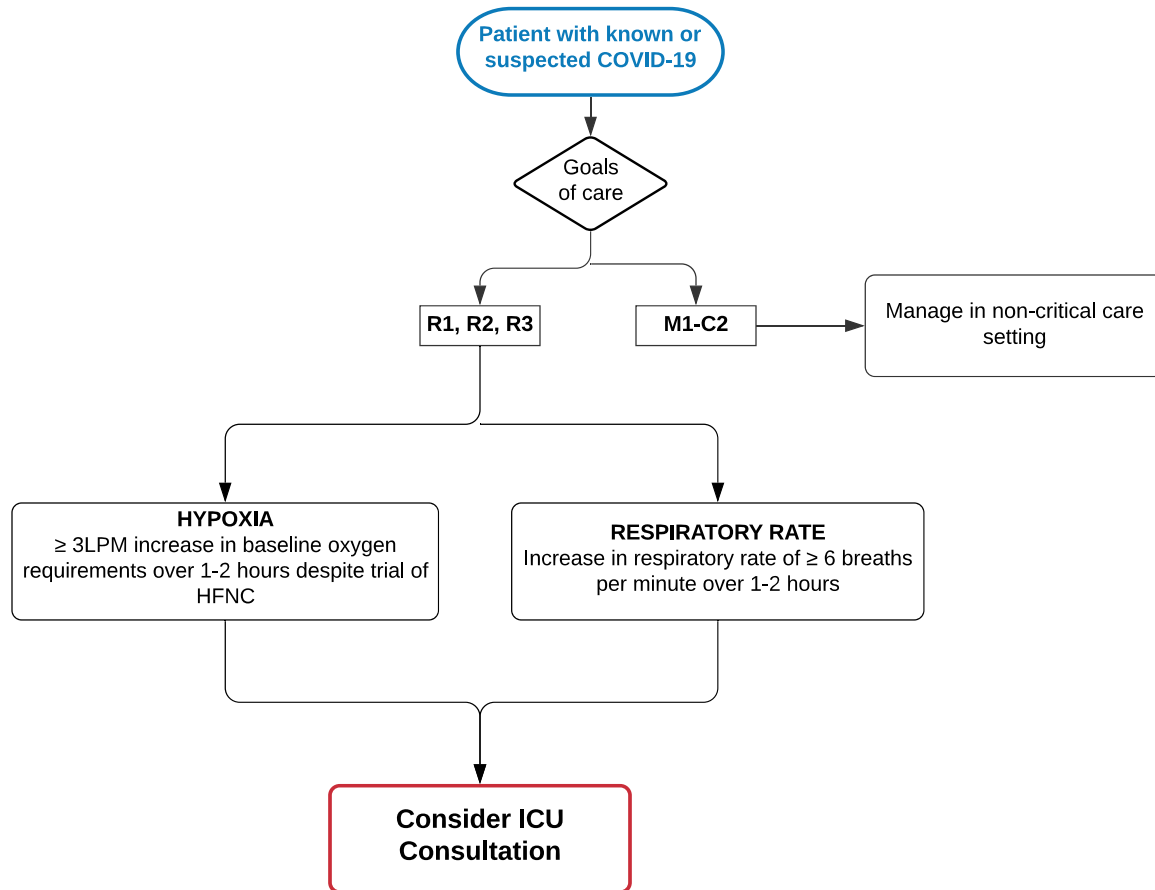 Patient with known or
suspected COVID-19
Goals
of care
R1, R2, R3
M1-C2
Manage in non-critical care
setting
HYPOXIA
≥ 3LPM increase in baseline oxygen
requirements over 1-2 hours despite trial of
HFNC
RESPIRATORY RATE
Increase in respiratory rate of ≥ 6 breaths
per minute over 1-2 hours
Consider ICU
Consultation